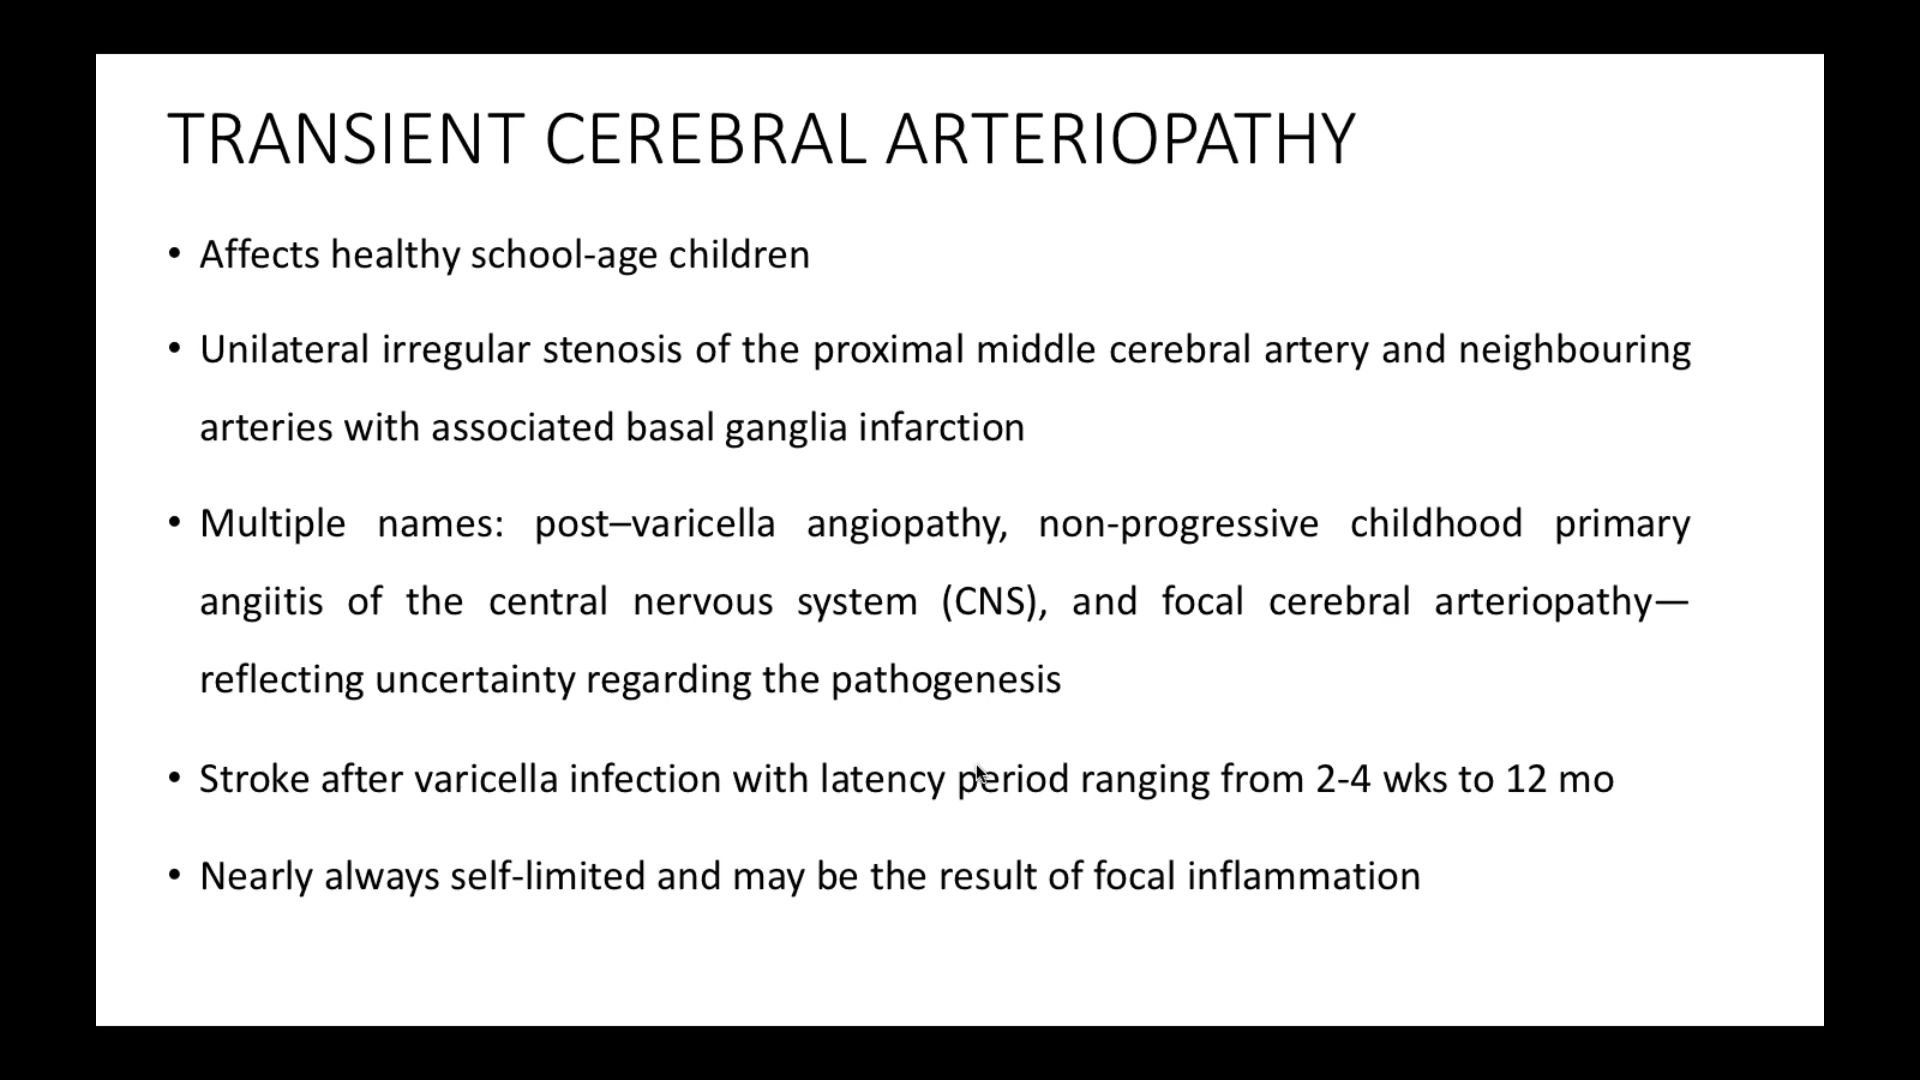 TRANSIENT CEREBRAL ARTERIOPATHY
• Affects healthy school-age children
• Unilateral irregular stenosis of the proximal middle cerebral artery and neighbouring
arteries with associated basal ganglia infarction
• Multiple names: post–varicella angiopathy, non-progressive childhood primary
angiitis of the central nervous system (CNS), and focal cerebral arteriopathy—
reflecting uncertainty regarding the pathogenesis
• Stroke after varicella infection with latency period ranging from 2-4 wks to 12 mo
• Nearly always self-limited and may be the result of focal inflammation